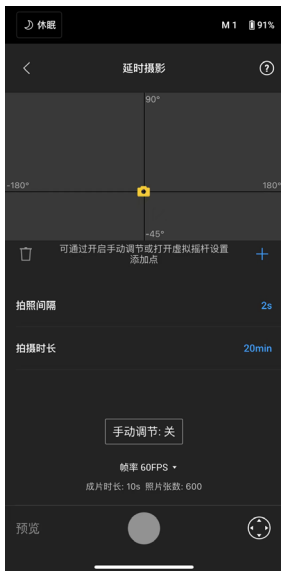 休眠
M 1 91%
延时摄影
90°
-180° 180°
-45°
可通过开启手动调节或打开虚拟摇杆设置
添加点
拍照间隔 2s
拍摄时长 20min
手动调节: 关
帧率 60FPS
成片时长: 10s 照片张数: 600
预览